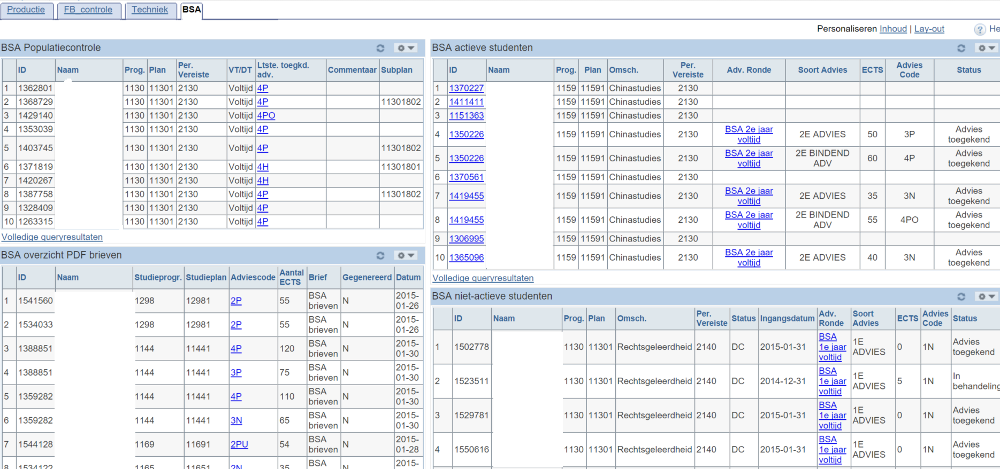 Productie FB_controle Techniek BSA
Personaliseren Inhoud | Lay-out He
BSA Populatiecontrole
ID Naam Prog. Plan Per. Vereiste VT/DT Ltste. toegkd. adv. Commentaar Subplan
1 1362801 1130 11301 2130 Voltijd 4P
2 1368729 1130 11301 2130 Voltijd 4P 11301802
3 1429140 1130 11301 2130 Voltijd 4PO
4 1353039 1130 11301 2130 Voltijd 4P
5 1403745 1130 11301 2130 Voltijd 4P 11301802
6 1371819 1130 11301 2130 Voltijd 4H 11301801
7 1420267 1130 11301 2130 Voltijd 4H
8 1387758 1130 11301 2130 Voltijd 4P 11301802
9 1328409 1130 11301 2130 Voltijd 4P
10 1263315 1130 11301 2130 Voltijd 4P
Volledige queryresultaten
BSA overzicht PDF brieven
ID Naam Studieprogr. Studieplan Adviescode Aantal ECTS Brief Gegenereerd Datum
1 1541560 1298 12981 2P 55 BSA brieven N 2015-01-26
2 1534033 1298 12981 2P 55 BSA brieven N 2015-01-26
3 1388851 1144 11441 4P 120 BSA brieven N 2015-01-30
4 1388851 1144 11441 3P 75 BSA brieven N 2015-01-30
5 1359282 1144 11441 4P 110 BSA brieven N 2015-01-30
6 1359282 1144 11441 3N 65 BSA brieven N 2015-01-30
7 1544128 1169 11691 2PU 54 BSA brieven N 2015-01-28
8 1534122 1165 11651 2N 35 BSA N 2015-
BSA actieve studenten
ID Naam Prog. Plan Omsch. Per. Vereiste Adv. Ronde Soort Advies ECTS Advies Code Status
1 1370227 1159 11591 Chinastudies 2130
2 1411411 1159 11591 Chinastudies 2130
3 1151363 1159 11591 Chinastudies 2130
4 1350226 1159 11591 Chinastudies 2130 BSA 2e jaar voltijd 2E ADVIES 50 3P Advies toegekend
5 1350226 1159 11591 Chinastudies 2130 BSA 2e jaar voltijd 2E BINDEND ADV 60 4P Advies toegekend
6 1370561 1159 11591 Chinastudies 2130
7 1419455 1159 11591 Chinastudies 2130 BSA 2e jaar voltijd 2E ADVIES 35 3N Advies toegekend
8 1419455 1159 11591 Chinastudies 2130 BSA 2e jaar voltijd 2E BINDEND ADV 55 4PO Advies toegekend
9 1306995 1159 11591 Chinastudies 2130
10 1365096 1159 11591 Chinastudies 2130 BSA 2e jaar voltijd 2E ADVIES 40 3N Advies toegekend
Volledige queryresultaten
BSA niet-actieve studenten
ID Naam Prog. Plan Omsch. Per. Vereiste Status Ingangsdatum Adv. Ronde Soort Advies ECTS Advies Code Status
1 1502778 1130 11301 Rechtsgeleerdheid 2140 DC 2015-01-31 BSA 1e jaar voltijd 1E ADVIES 0 1N Advies toegekend
2 1523511 1130 11301 Rechtsgeleerdheid 2140 DC 2014-12-31 BSA 1e jaar voltijd 1E ADVIES 5 1N In behandeling
3 1529781 1130 11301 Rechtsgeleerdheid 2140 DC 2015-01-31 BSA 1e jaar voltijd 1E ADVIES 0 1N Advies toegekend
4 1550616 1130 11301 Rechtsgeleerdheid 2140 DC 2015-01-31 BSA 1e jaar voltijd 1E ADVIES 0 1N Advies toegekend